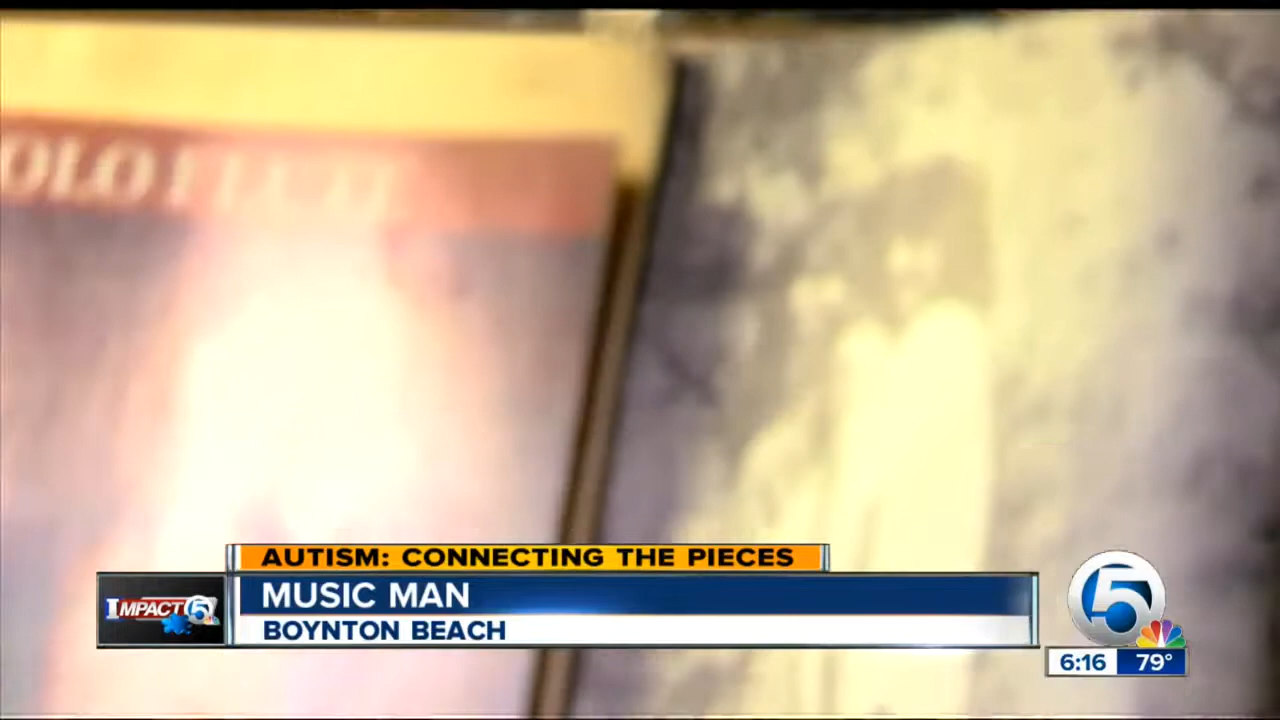 AUTISM: CONNECTING THE PIECES
MUSIC MAN
BOYNTON BEACH
IMPACT 5
5
6:16 79°